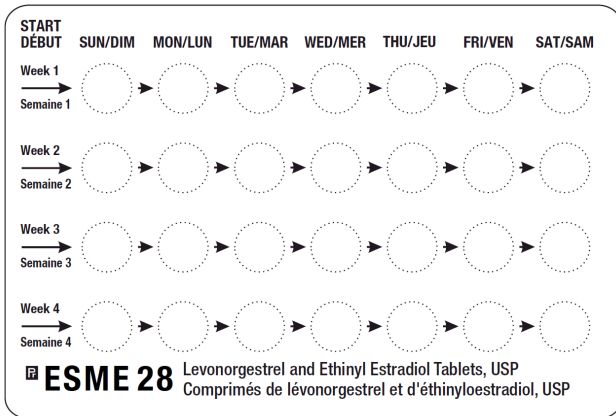 START
DÉBUT SUN/DIM MON/LUN TUE/MAR WED/MER THU/JEU FRI/VEN SAT/SAM
Week 1
Semaine 1
Week 2
Semaine 2
Week 3
Semaine 3
Week 4
Semaine 4
Pr ESME 28 Levonorgestrel and Ethinyl Estradiol Tablets, USP
Comprimés de lévonorgestrel et d'éthinyloestradiol, USP